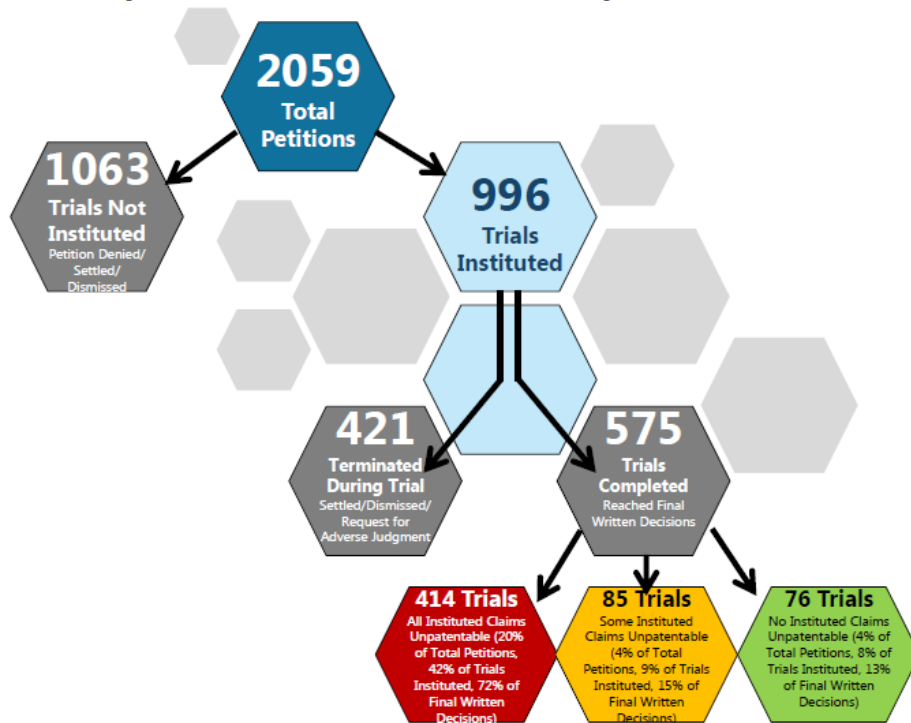 2059
Total
Petitions
1063
Trials Not
Instituted
Petition Denied/
Settled/
Dismissed
996
Trials
Instituted
421
Terminated
During Trial
Settled/Dismissed/
Request for
Adverse Judgment
575
Trials
Completed
Reached Final
Written Decisions
414 Trials
All Instituted Claims
Unpatentable (20%
of Total Petitions,
42% of Trials
Instituted, 72% of
Final Written
Decisions)
85 Trials
Some Instituted
Claims Unpatentable
(4% of Total
Petitions, 9% of Trials
Instituted, 15% of
Final Written
Decisions)
76 Trials
No Instituted Claims
Unpatentable (4% of
Total Petitions, 8% of
Trials Instituted, 13%
of Final Written
Decisions)